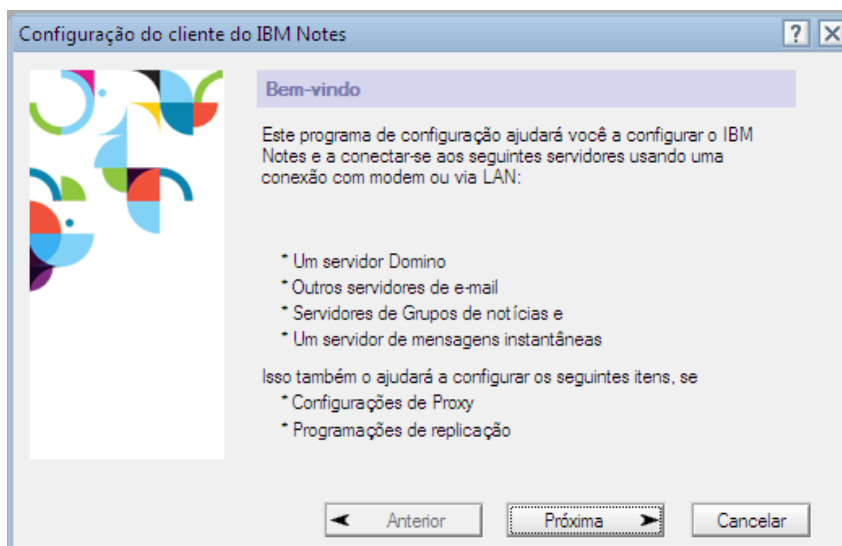 Configuração do cliente do IBM Notes
Bem-vindo
Este programa de configuração ajudará você a configurar o IBM
Notes e a conectar-se aos seguintes servidores usando uma
conexão com modem ou via LAN:
* Um servidor Domino
* Outros servidores de e-mail
* Servidores de Grupos de notícias e
* Um servidor de mensagens instantâneas
Isso também o ajudará a configurar os seguintes itens, se
* Configurações de Proxy
* Programações de replicação
Anterior
Próxima
Cancelar